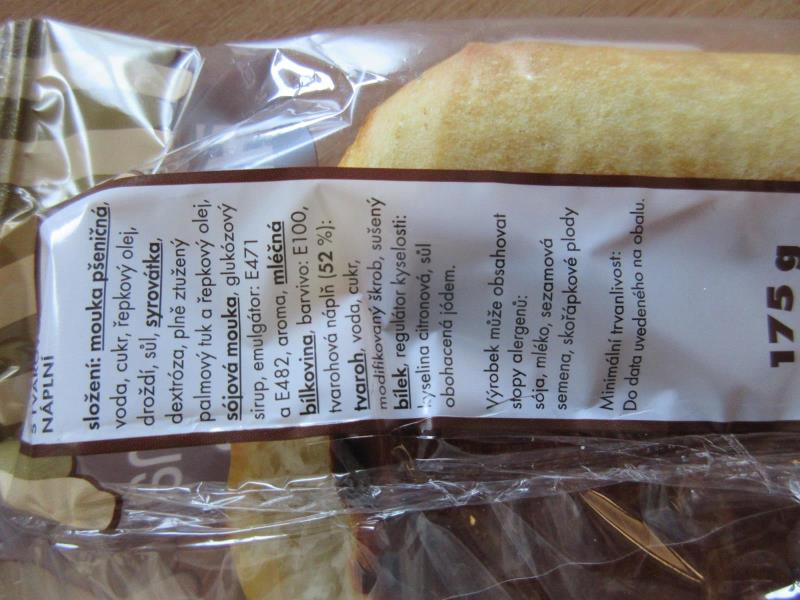 S TVAROHOVOU
NÁPLNÍ
složení: mouka pšeničná,
voda, cukr, řepkový olej,
droždí, sůl, syrovátka,
dextróza, plně ztužený
palmový tuk a řepkový olej,
sójová mouka, glukózový
sirup, emulgátor: E471
a E482, aroma, mléčná
bílkovina, barvivo: E100,
tvarohová náplň (52 %):
tvaroh, voda, cukr,
modifikovaný škrob, sušený
bílek, regulátor kyselosti:
kyselina citronová, sůl
obohacená jódem.
Výrobek může obsahovat
stopy alergenů:
sója, mléko, sezamová
semena, skořápkové plody
Minimální trvanlivost:
Do data uvedeného na obalu.
175 g